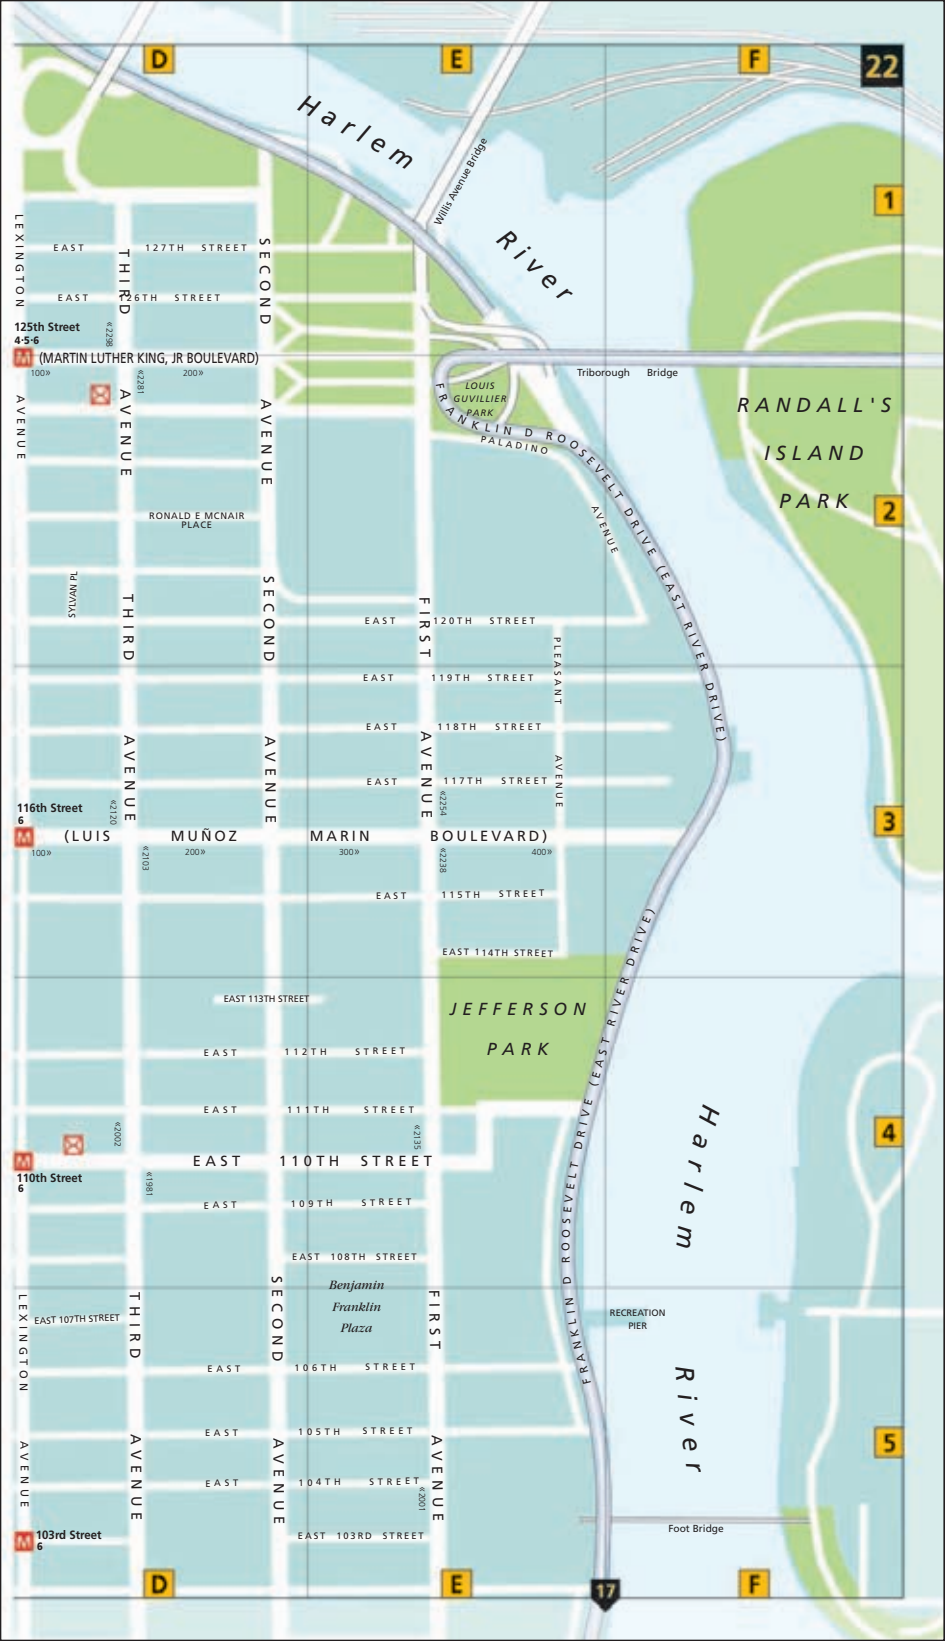 D
E
F
22
Harlem
River
Willis Avenue Bridge
1
LEXINGTON
EAST 127TH STREET
THIRD
SECOND
EAST 126TH STREET
125th Street
4·5·6
«2298
M
(MARTIN LUTHER KING, JR BOULEVARD)
100»
«2281
200»
Triborough Bridge
LOUIS
GUVILLIER
PARK
AVENUE
AVENUE
AVENUE
FRANKLIN D ROOSEVELT DRIVE (EAST RIVER DRIVE)
PALADINO
AVENUE
RANDALL'S
ISLAND
PARK
2
RONALD E MCNAIR
PLACE
SYLVAN PL
THIRD
SECOND
FIRST
EAST 120TH STREET
PLEASANT
EAST 119TH STREET
EAST 118TH STREET
AVENUE
AVENUE
AVENUE
AVENUE
EAST 117TH STREET
116th Street
6
«2120
«2254
3
M
(LUIS MUÑOZ MARIN BOULEVARD)
100»
«2103
200»
300»
«2238
400»
EAST 115TH STREET
EAST 114TH STREET
JEFFERSON
PARK
EAST 113TH STREET
EAST 112TH STREET
EAST 111TH STREET
«2002
«2135
4
M
EAST 110TH STREET
110th Street
6
«1981
FRANKLIN D ROOSEVELT DRIVE (EAST RIVER DRIVE)
Harlem
River
EAST 109TH STREET
EAST 108TH STREET
Benjamin
Franklin
Plaza
LEXINGTON
THIRD
SECOND
FIRST
EAST 107TH STREET
RECREATION
PIER
EAST 106TH STREET
EAST 105TH STREET
5
AVENUE
AVENUE
AVENUE
AVENUE
EAST 104TH STREET
«2001
Foot Bridge
M
103rd Street
6
EAST 103RD STREET
D
E
17
F